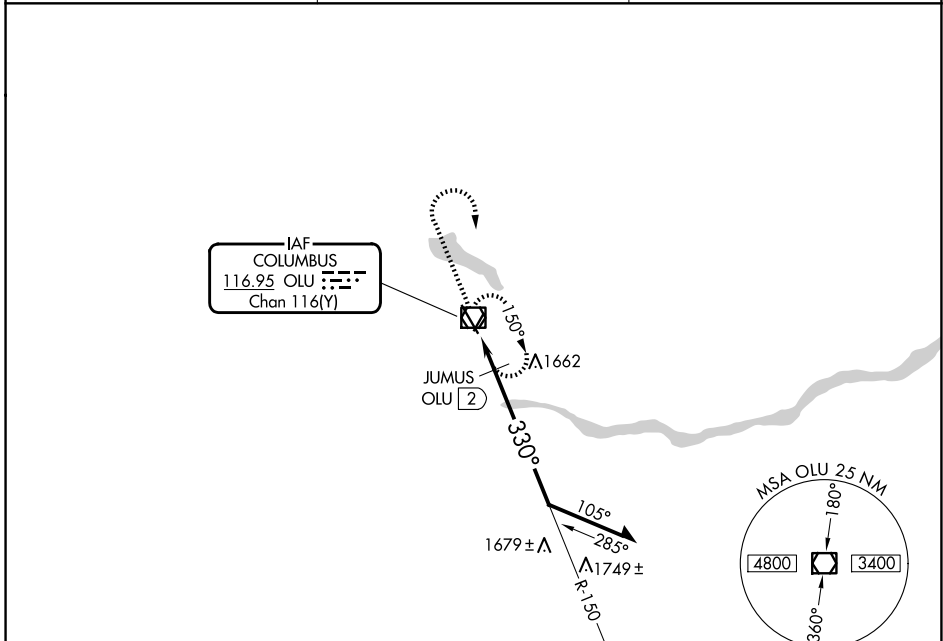 IAF
COLUMBUS
116.95 OLU
Chan 116(Y)
150°
1662
JUMUS
OLU 2
330°
105°
285°
1679±
1749±
R-150
MSA OLU 25 NM
180°
4800
3400
360°